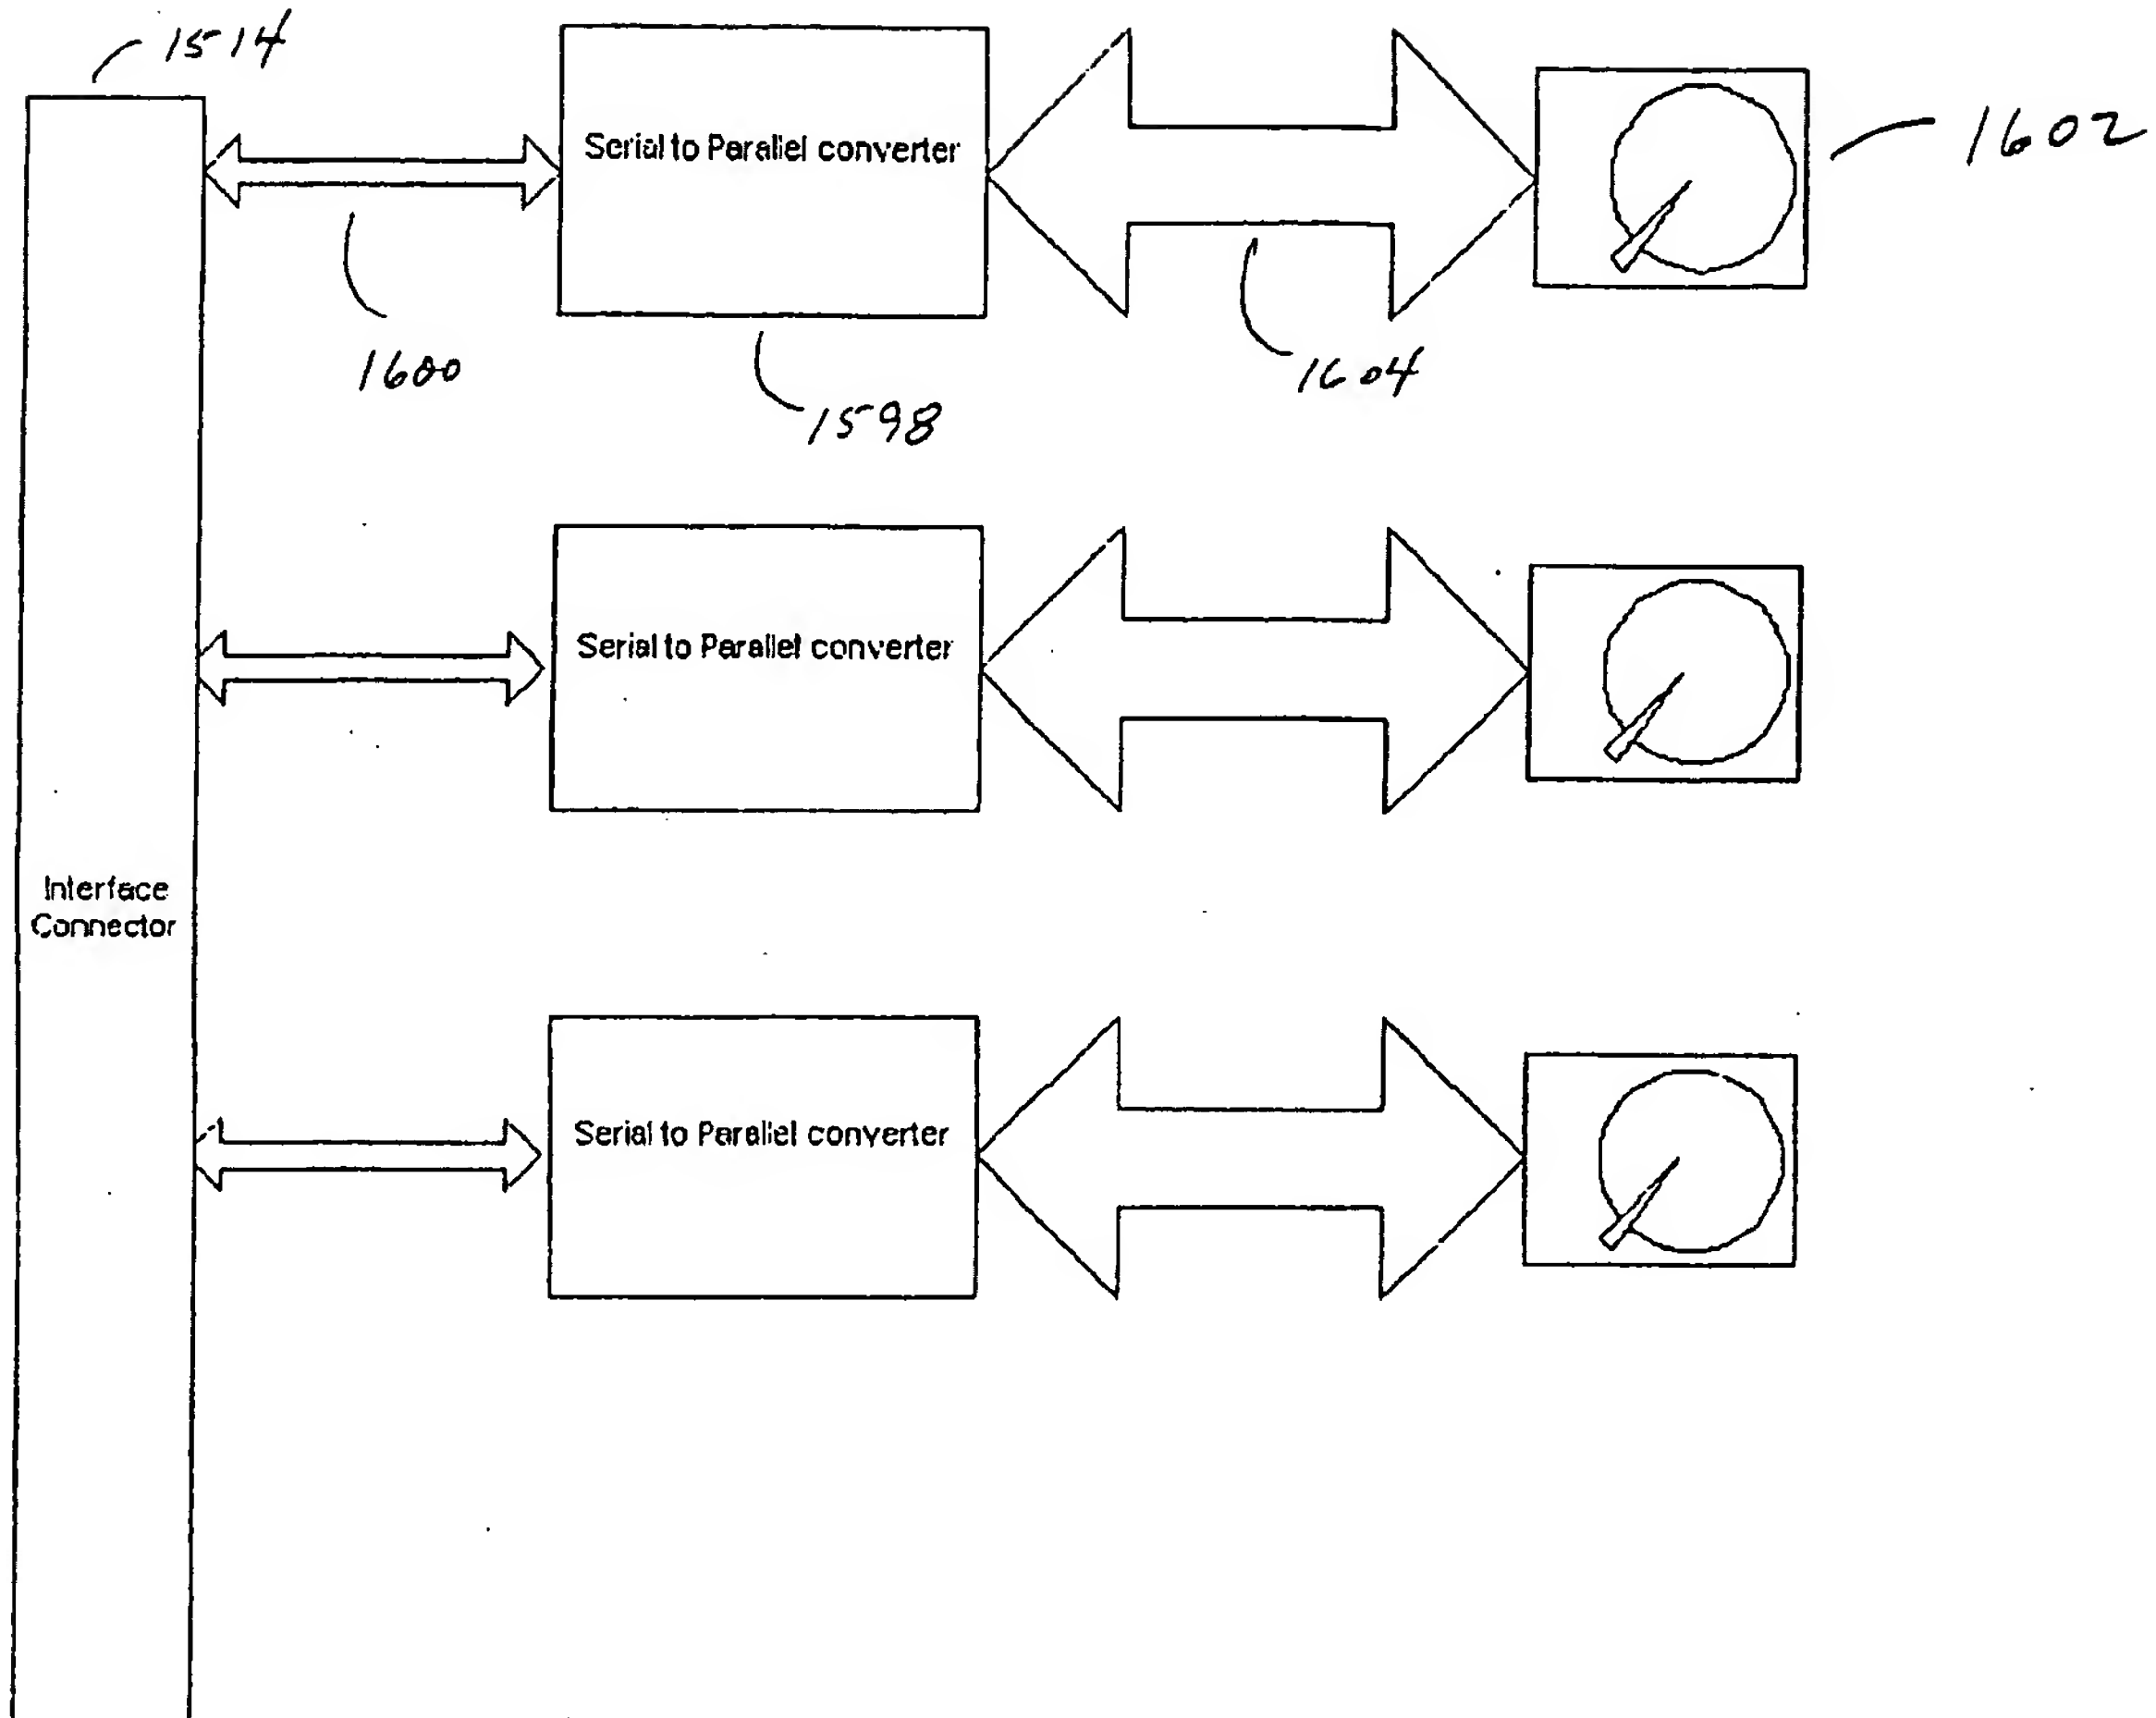 1514
Serial to Parallel converter
1602
1600
1604
1598
Serial to Parallel converter
Interface
Connector
Serial to Parallel converter